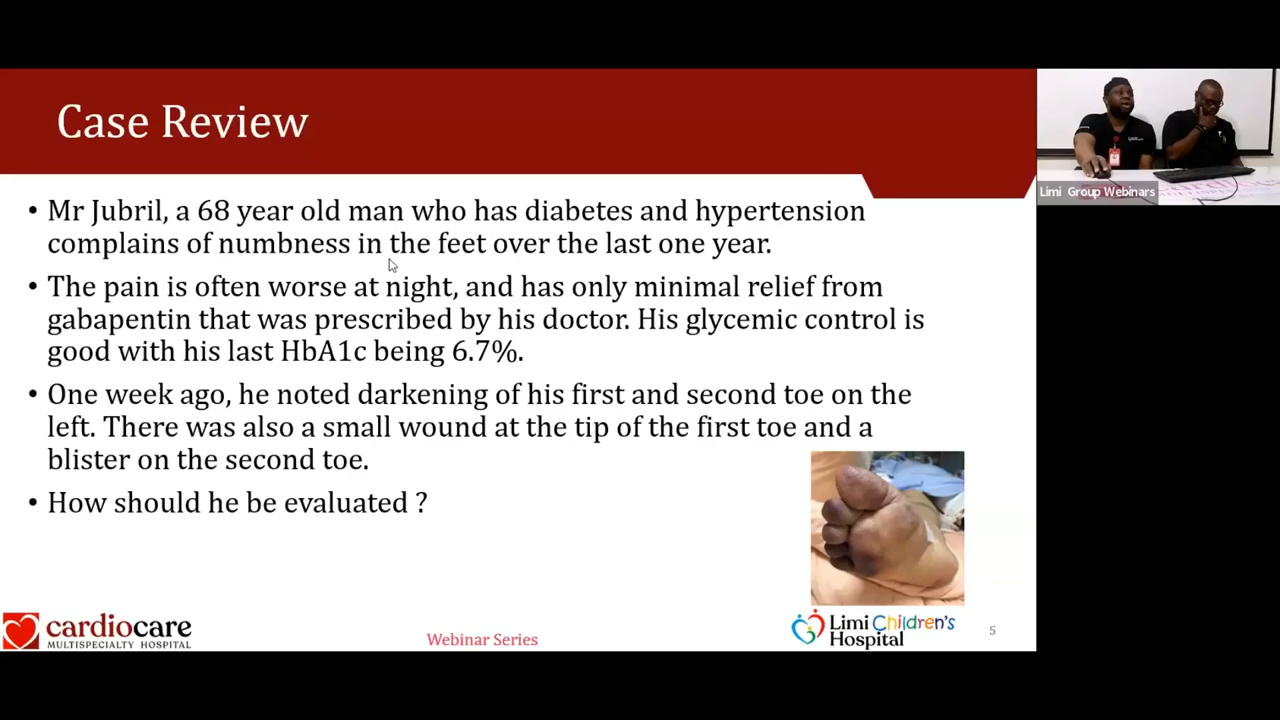 Case Review
• Mr Jubril, a 68 year old man who has diabetes and hypertension
complains of numbness in the feet over the last one year.
• The pain is often worse at night, and has only minimal relief from
gabapentin that was prescribed by his doctor. His glycemic control is
good with his last HbA1c being 6.7%.
• One week ago, he noted darkening of his first and second toe on the
left. There was also a small wound at the tip of the first toe and a
blister on the second toe.
• How should he be evaluated ?
Limi Group Webinars
cardiocare
MULTISPECIALTY HOSPITAL
Webinar Series
Limi Children's
Hospital
5